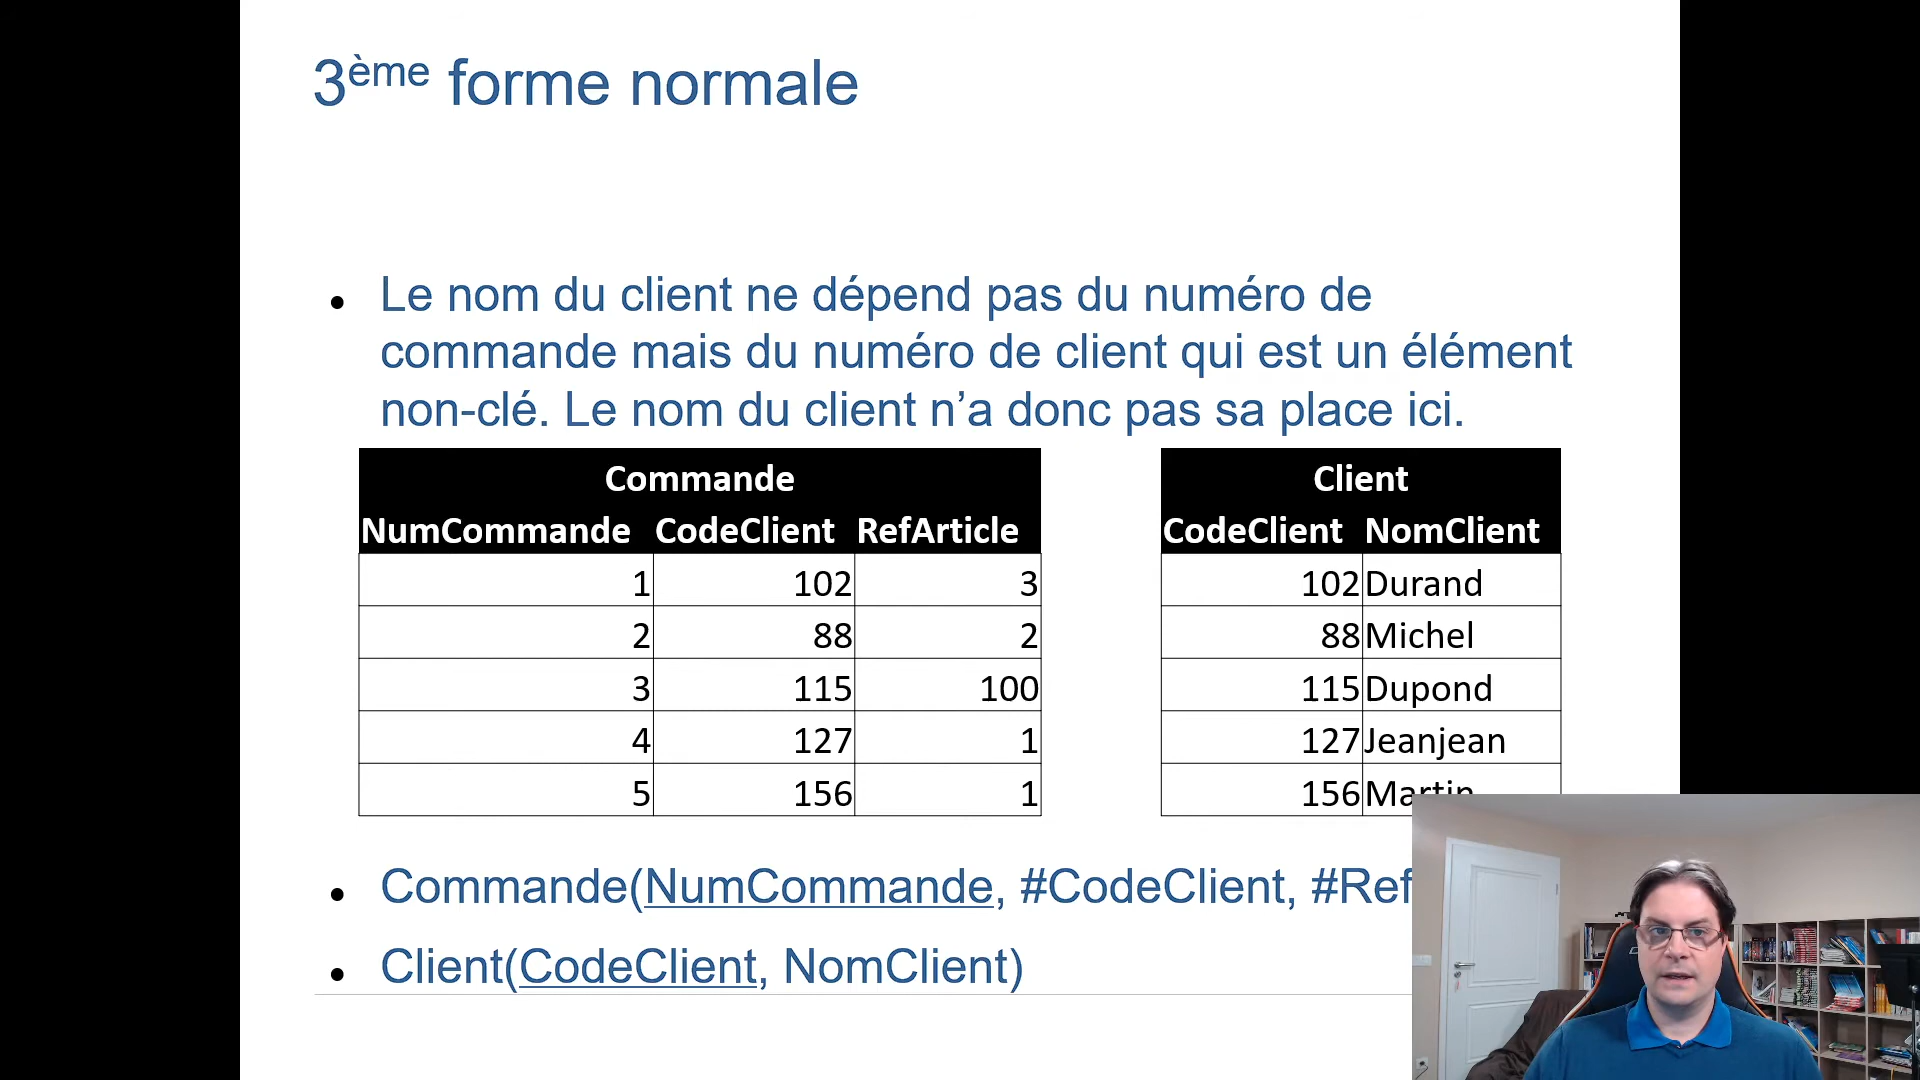 3ème forme normale
Le nom du client ne dépend pas du numéro de
commande mais du numéro de client qui est un élément
non-clé. Le nom du client n’a donc pas sa place ici.
Commande
NumCommande CodeClient RefArticle
1 102 3
2 88 2
3 115 100
4 127 1
5 156 1
Client
CodeClient NomClient
102 Durand
88 Michel
115 Dupond
127 Jeanjean
156 Martin
Commande(NumCommande, #CodeClient, #Ref
Client(CodeClient, NomClient)